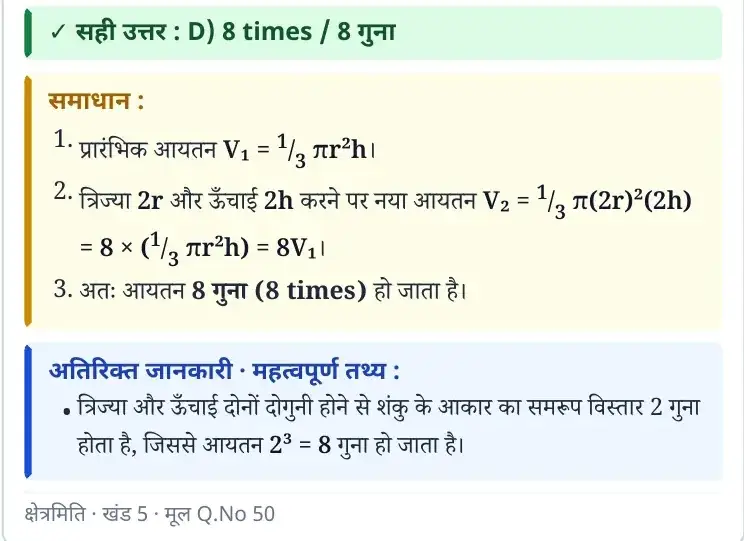 ✓ सही उत्तर : D) 8 times / 8 गुना
समाधान :
1. प्रारंभिक आयतन V₁ = ¹/₃ πr²h।
2. त्रिज्या 2r और ऊँचाई 2h करने पर नया आयतन V₂ = ¹/₃ π(2r)²(2h)
= 8 × (¹/₃ πr²h) = 8V₁।
3. अतः आयतन 8 गुना (8 times) हो जाता है।
अतिरिक्त जानकारी · महत्वपूर्ण तथ्य :
• त्रिज्या और ऊँचाई दोनों दोगुनी होने से शंकु के आकार का समरूप विस्तार 2 गुना
होता है, जिससे आयतन 2³ = 8 गुना हो जाता है।
क्षेत्रमिति · खंड 5 · मूल Q.No 50